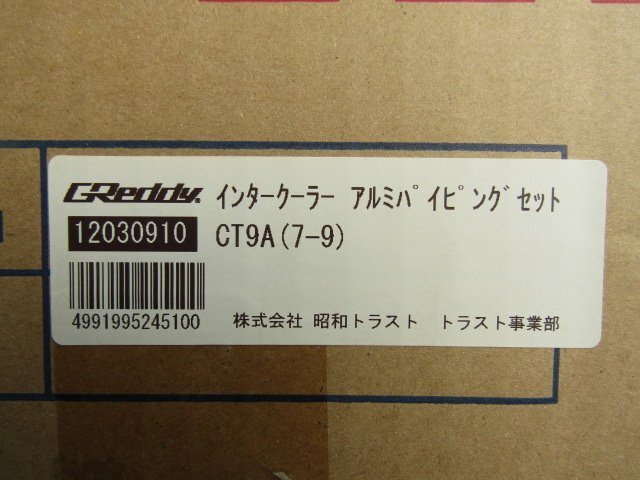 GReddy インタークーラー アルミパイピングセット
12030910 CT9A(7-9)
4991995245100 株式会社 昭和トラスト トラスト事業部